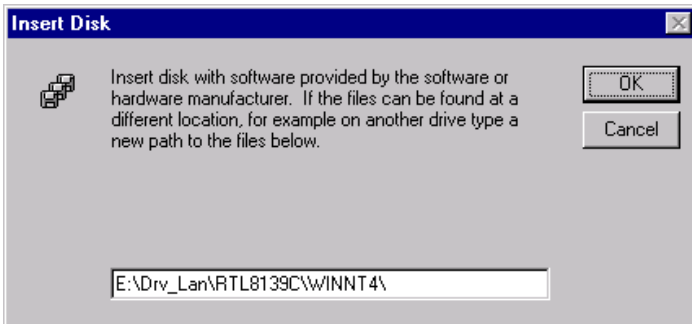 Insert Disk
Insert disk with software provided by the software or
hardware manufacturer.  If the files can be found at a
different location, for example on another drive type a
new path to the files below.
OK
Cancel
E:\Drv_Lan\RTL8139C\WINNT4\